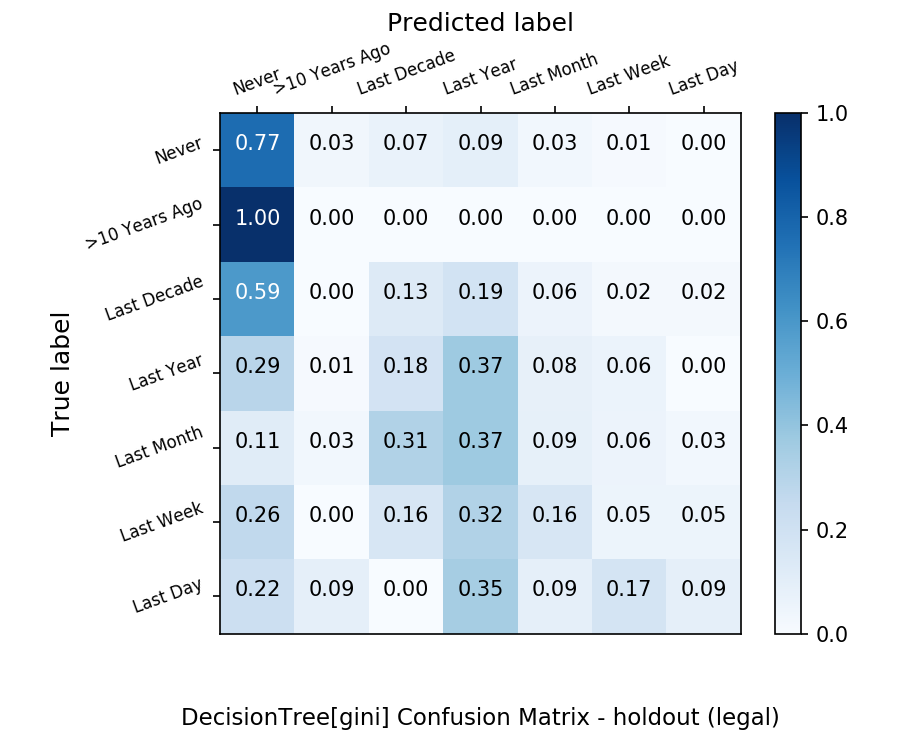 Predicted label
Never >10 Years Ago Last Decade Last Year Last Month Last Week Last Day
True label
Never 0.77 0.03 0.07 0.09 0.03 0.01 0.00
>10 Years Ago 1.00 0.00 0.00 0.00 0.00 0.00 0.00
Last Decade 0.59 0.00 0.13 0.19 0.06 0.02 0.02
Last Year 0.29 0.01 0.18 0.37 0.08 0.06 0.00
Last Month 0.11 0.03 0.31 0.37 0.09 0.06 0.03
Last Week 0.26 0.00 0.16 0.32 0.16 0.05 0.05
Last Day 0.22 0.09 0.00 0.35 0.09 0.17 0.09
1.0
0.8
0.6
0.4
0.2
0.0
DecisionTree[gini] Confusion Matrix - holdout (legal)